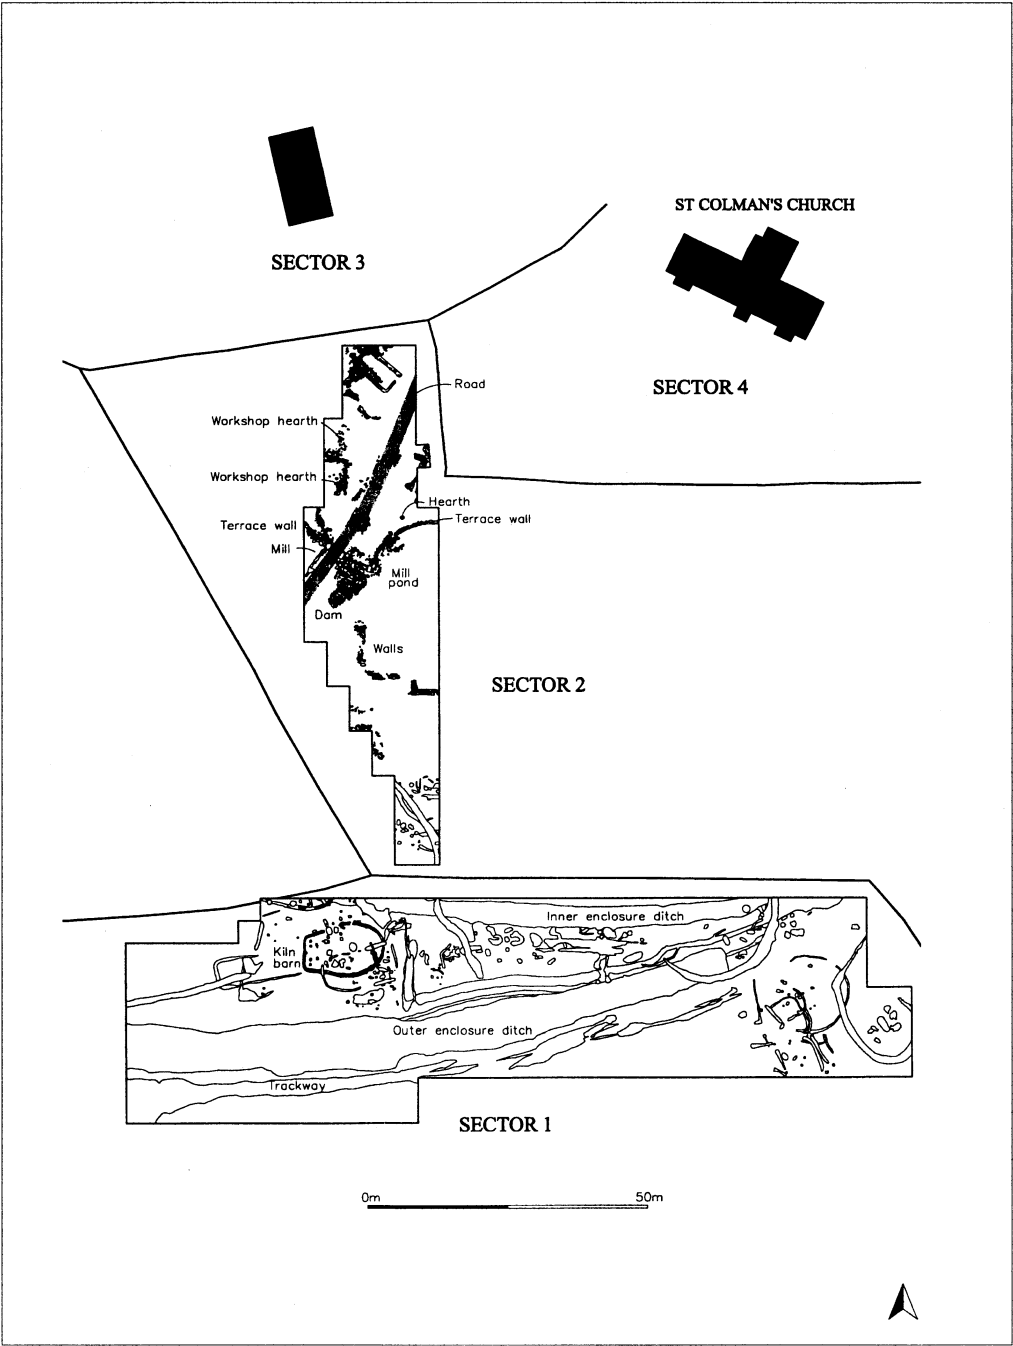 ST COLMAN'S CHURCH
SECTOR 3
Road
SECTOR 4
Workshop hearth
Workshop hearth
Hearth
Terrace wall
Terrace wall
Mill
Mill
pond
Dam
Walls
SECTOR 2
Inner enclosure ditch
Kiln
barn
Outer enclosure ditch
Trackway
SECTOR 1
0m
50m